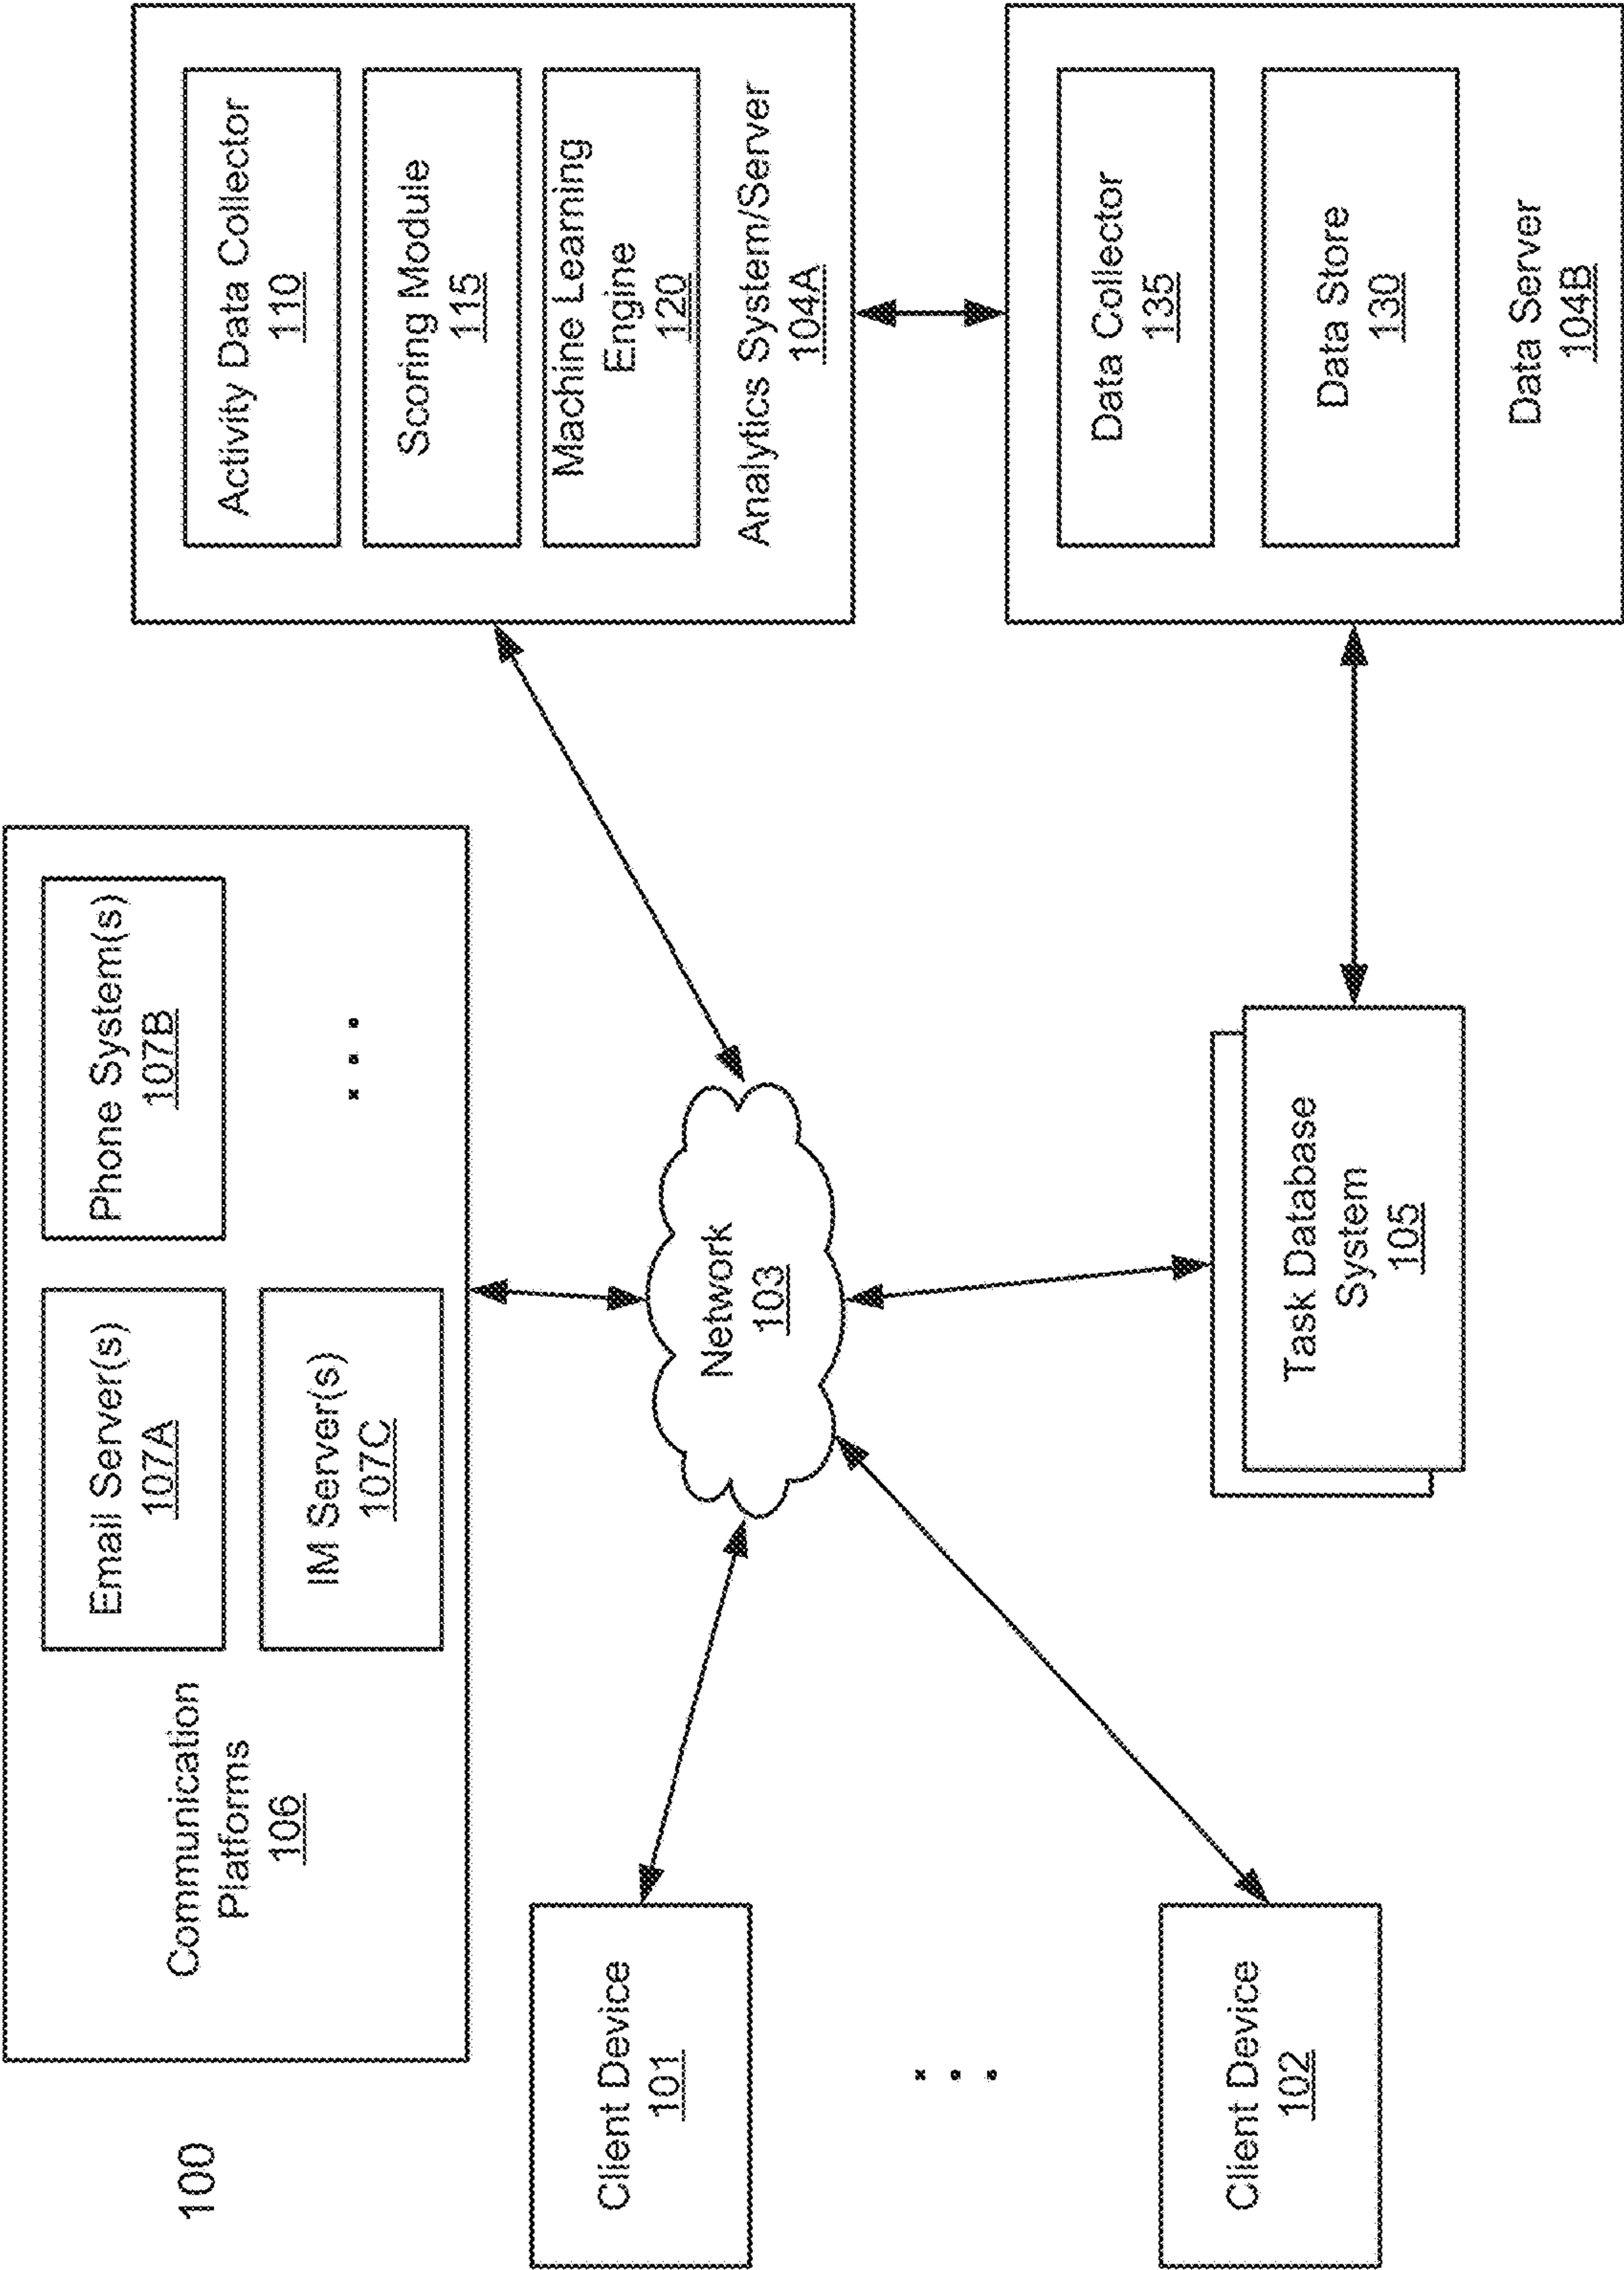 100
Communication
Platforms
106
Email Server(s)
107A
Phone System(s)
107B
IM Server(s)
107C
. . .
Activity Data Collector
110
Scoring Module
115
Machine Learning
Engine
120
Analytics System/Server
104A
Client Device
101
. . .
Client Device
102
Network
103
Task Database
System
105
Data Collector
135
Data Store
130
Data Server
104B